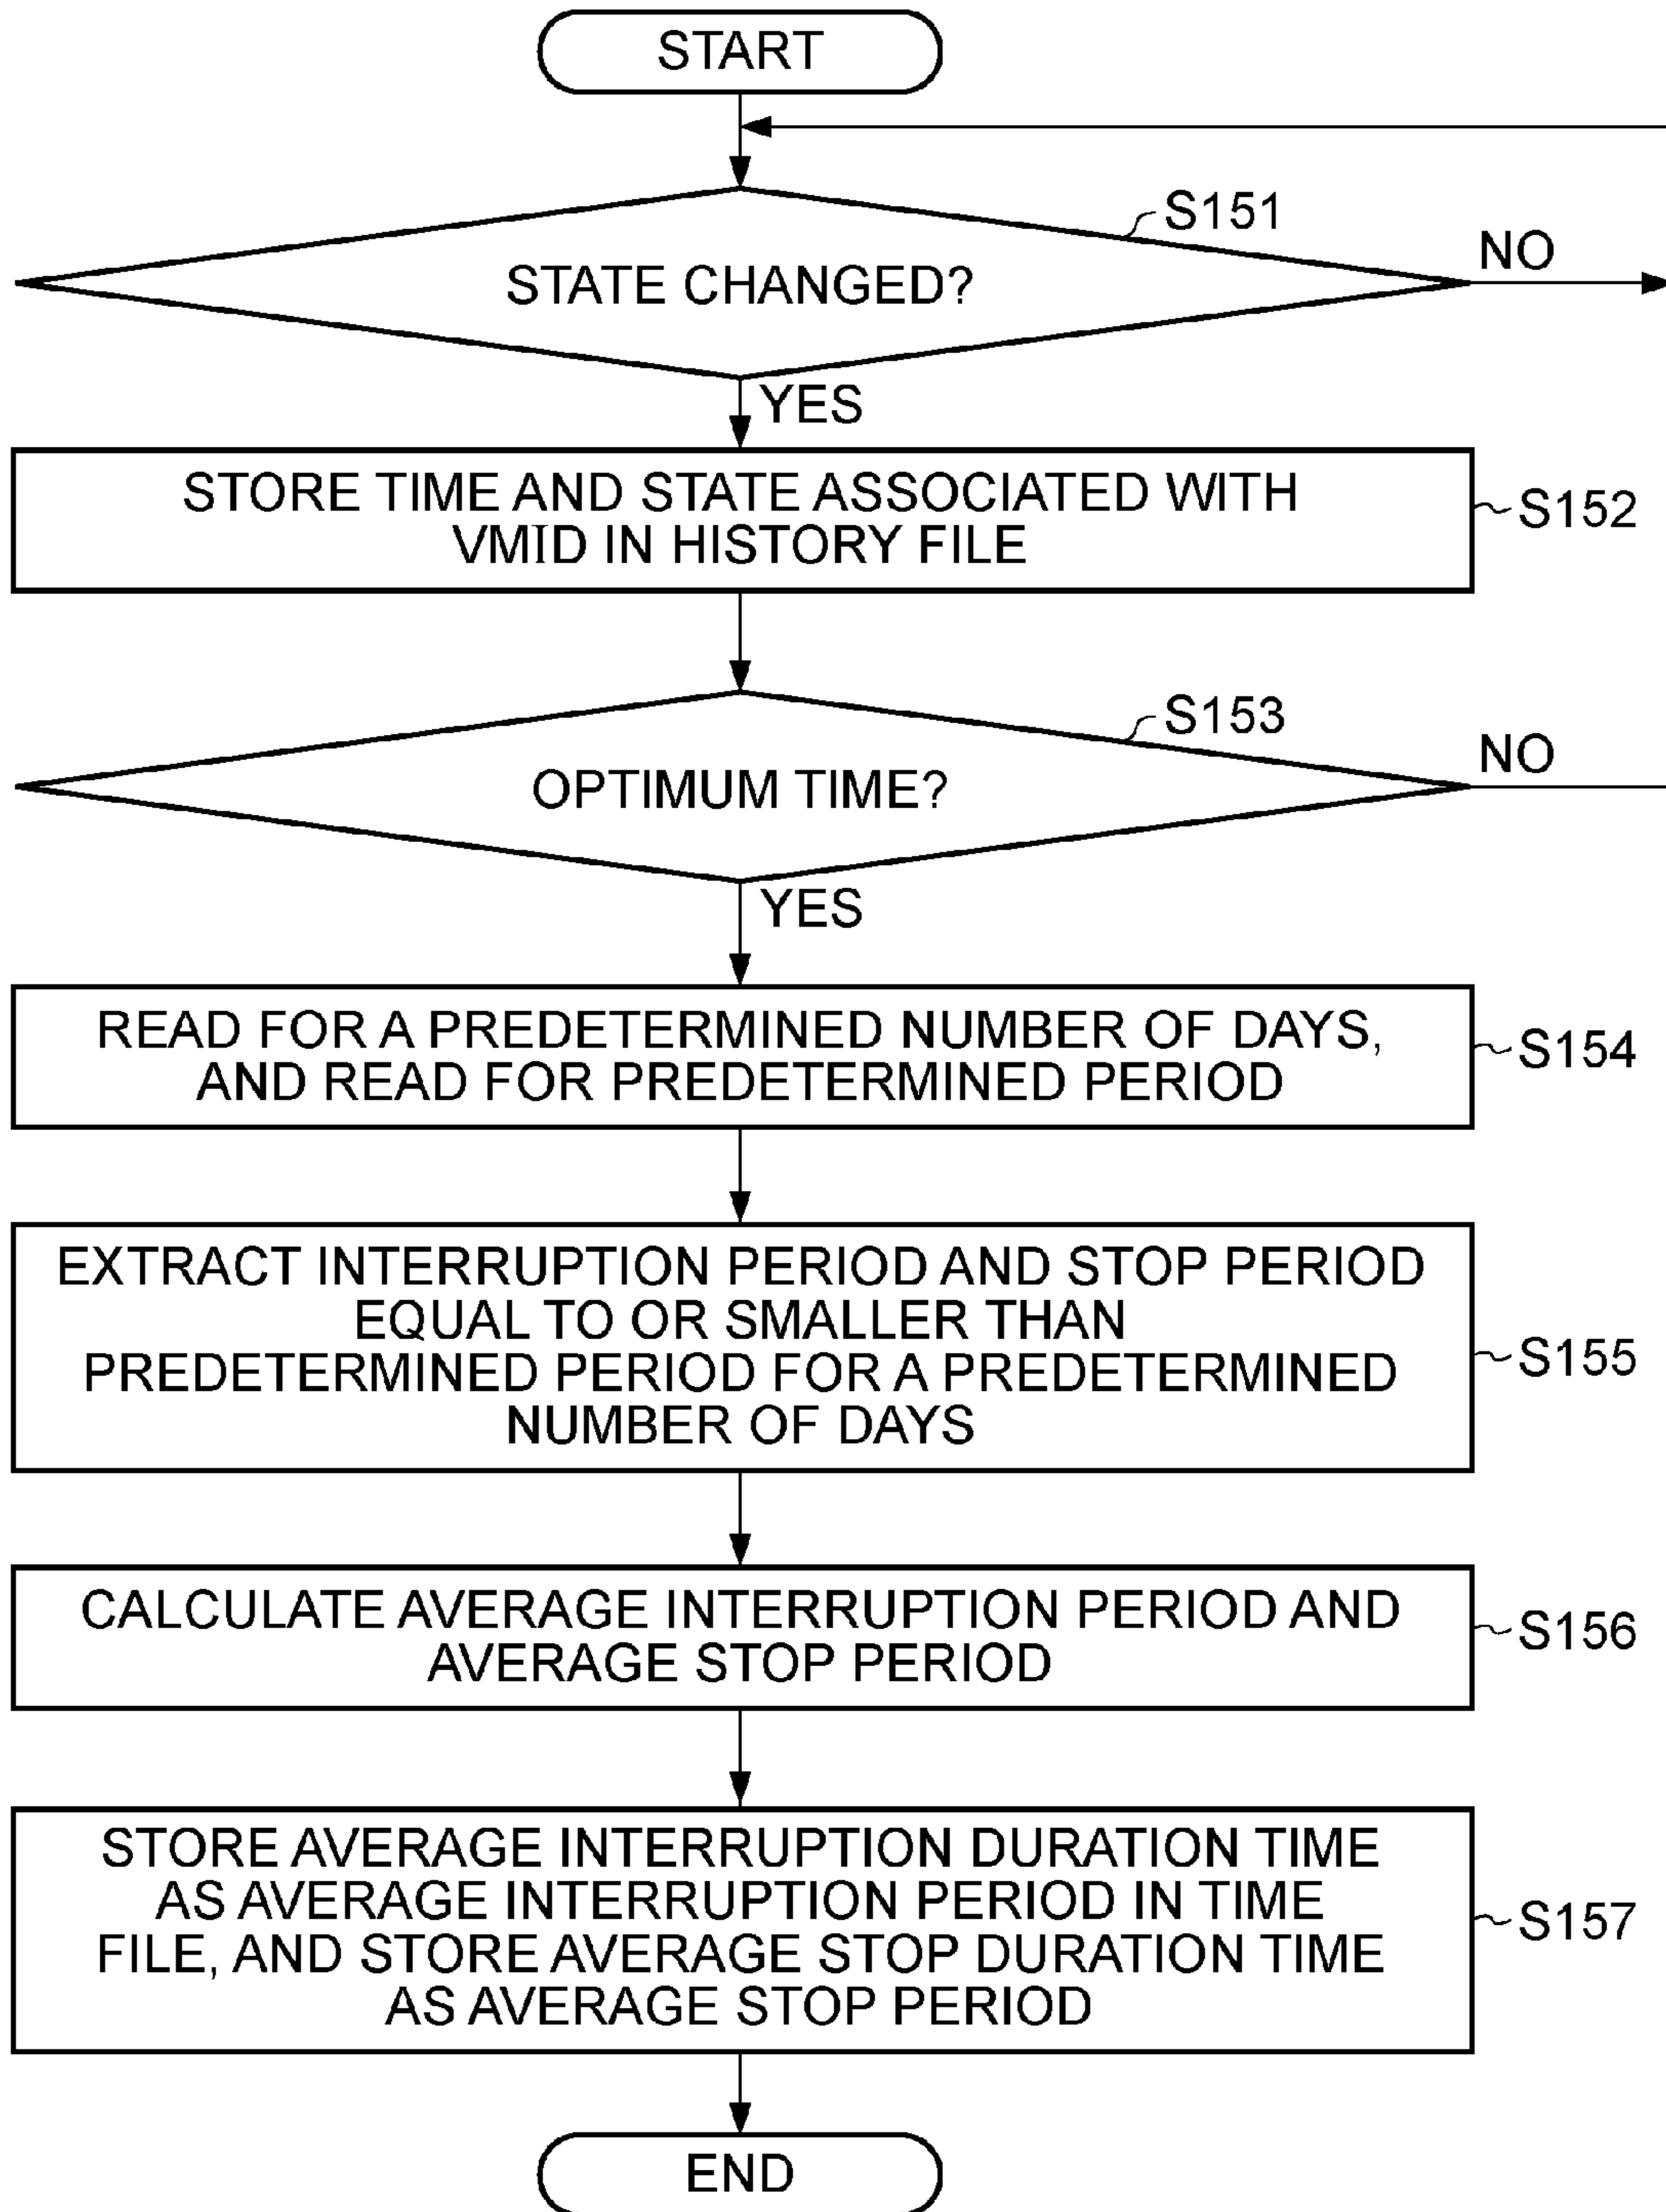 START
S151
STATE CHANGED?
NO
YES
STORE TIME AND STATE ASSOCIATED WITH
VMID IN HISTORY FILE
S152
S153
OPTIMUM TIME?
NO
YES
READ FOR A PREDETERMINED NUMBER OF DAYS,
AND READ FOR PREDETERMINED PERIOD
S154
EXTRACT INTERRUPTION PERIOD AND STOP PERIOD
EQUAL TO OR SMALLER THAN
PREDETERMINED PERIOD FOR A PREDETERMINED
NUMBER OF DAYS
S155
CALCULATE AVERAGE INTERRUPTION PERIOD AND
AVERAGE STOP PERIOD
S156
STORE AVERAGE INTERRUPTION DURATION TIME
AS AVERAGE INTERRUPTION PERIOD IN TIME
FILE, AND STORE AVERAGE STOP DURATION TIME
AS AVERAGE STOP PERIOD
S157
END